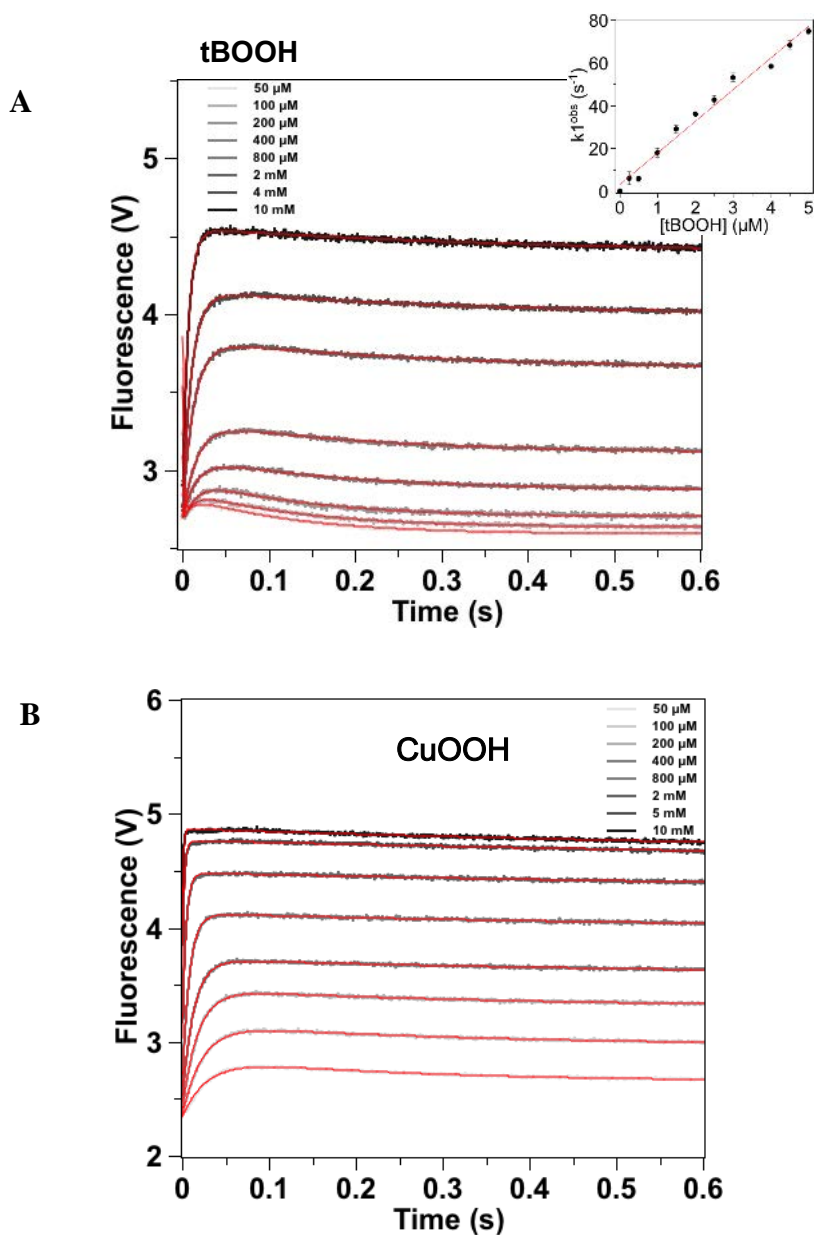 A
tBOOH
50 µM
100 µM
200 µM
400 µM
800 µM
2 mM
4 mM
10 mM
5
4
3
Fluorescence (V)
0 0.1 0.2 0.3 0.4 0.5 0.6
Time (s)
80
60
40
20
0
k1obs (s-1)
0 1 2 3 4 5
[tBOOH] (µM)
B
CuOOH
50 µM
100 µM
200 µM
400 µM
800 µM
2 mM
5 mM
10 mM
6
5
4
3
2
Fluorescence (V)
0 0.1 0.2 0.3 0.4 0.5 0.6
Time (s)